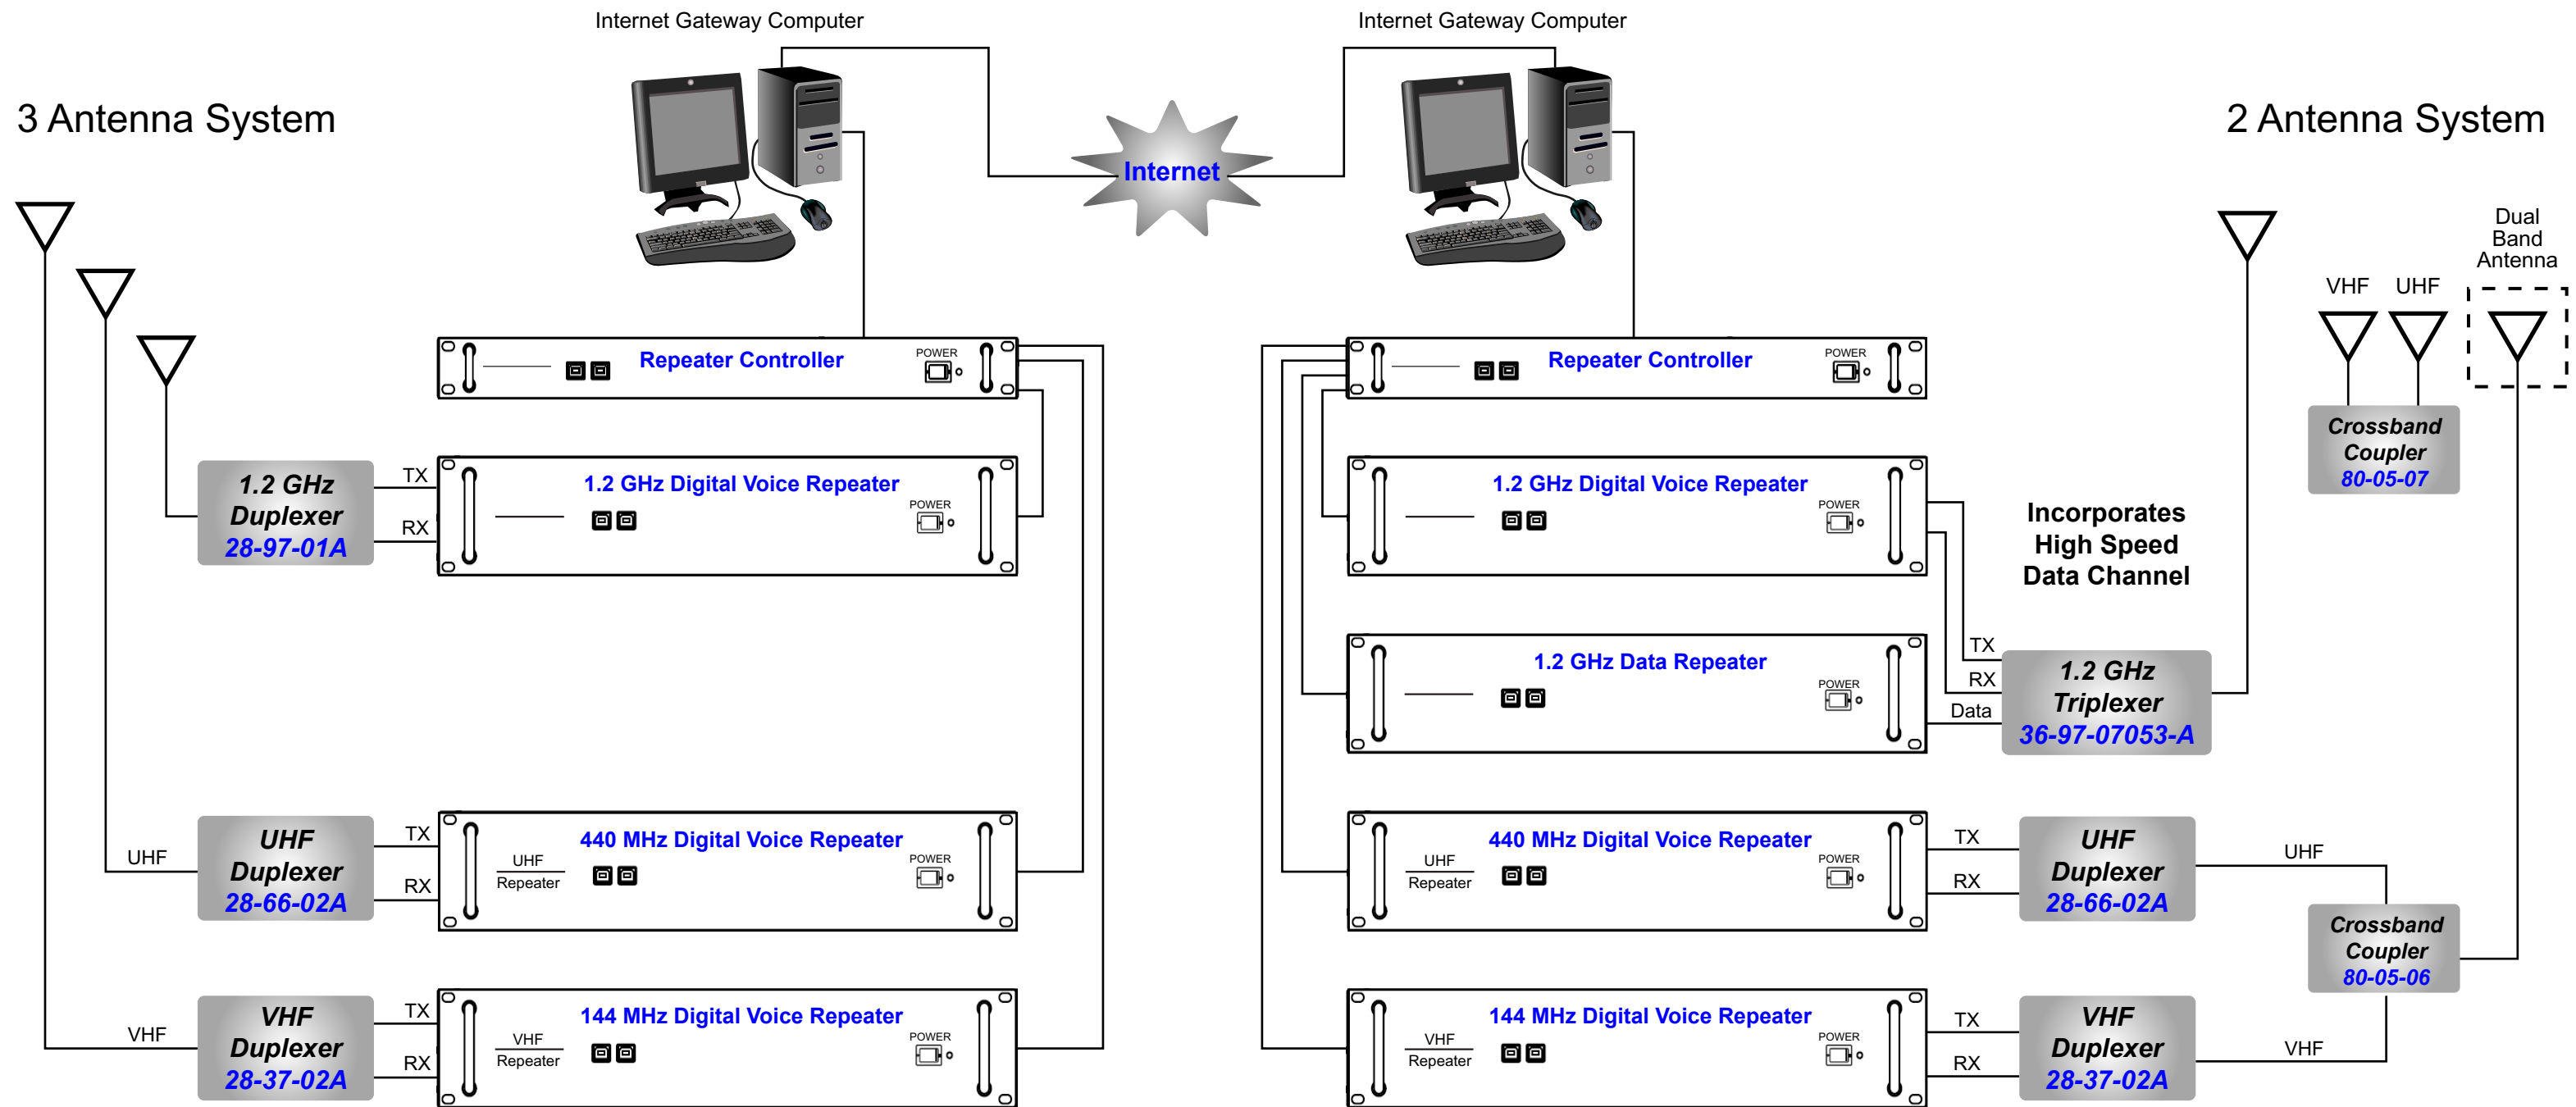 Internet Gateway Computer
Internet Gateway Computer
3 Antenna System
2 Antenna System
Internet
Dual
Band
Antenna
VHF
UHF
Repeater Controller
POWER
Repeater Controller
POWER
Crossband
Coupler
80-05-07
1.2 GHz
Duplexer
28-97-01A
TX
RX
1.2 GHz Digital Voice Repeater
POWER
1.2 GHz Digital Voice Repeater
POWER
Incorporates
High Speed
Data Channel
1.2 GHz Data Repeater
POWER
TX
RX
Data
1.2 GHz
Triplexer
36-97-07053-A
UHF
UHF
Duplexer
28-66-02A
TX
RX
440 MHz Digital Voice Repeater
UHF
Repeater
POWER
440 MHz Digital Voice Repeater
UHF
Repeater
POWER
TX
RX
UHF
Duplexer
28-66-02A
UHF
Crossband
Coupler
80-05-06
VHF
VHF
Duplexer
28-37-02A
TX
RX
144 MHz Digital Voice Repeater
VHF
Repeater
POWER
144 MHz Digital Voice Repeater
VHF
Repeater
POWER
TX
RX
VHF
Duplexer
28-37-02A
VHF